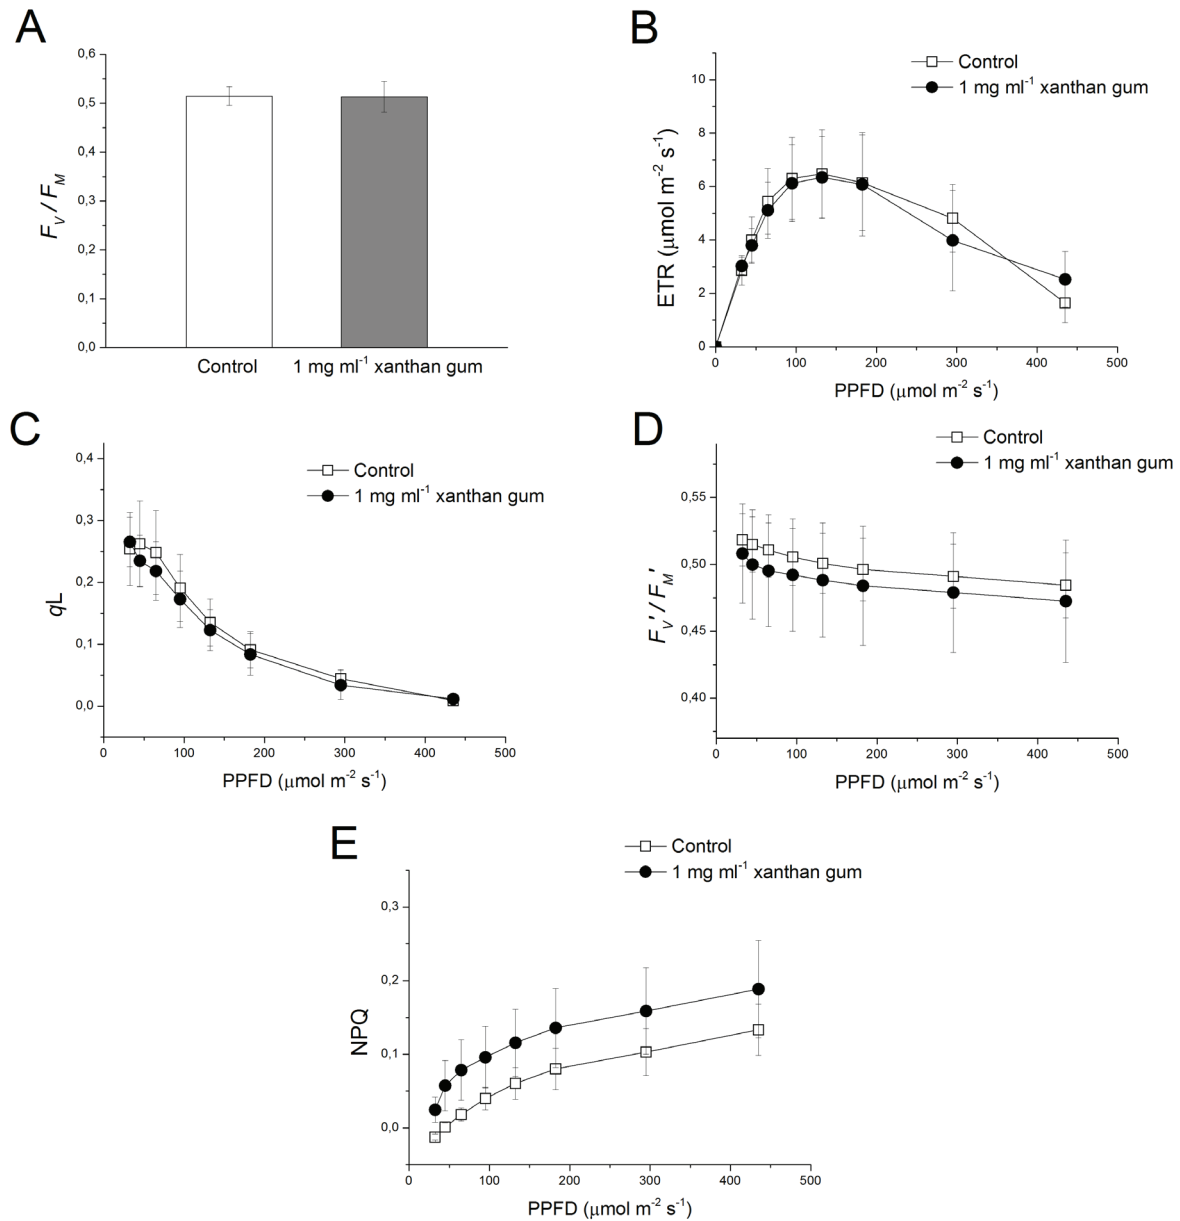 A
0,6
0,5
0,4
0,3
0,2
0,1
0,0
F_V / F_M
Control
1 mg ml⁻¹ xanthan gum
B
Control
1 mg ml⁻¹ xanthan gum
10
8
6
4
2
0
ETR (μmol m⁻² s⁻¹)
0 100 200 300 400 500
PPFD (μmol m⁻² s⁻¹)
C
Control
1 mg ml⁻¹ xanthan gum
0,4
0,3
0,2
0,1
0,0
qL
0 100 200 300 400 500
PPFD (μmol m⁻² s⁻¹)
D
Control
1 mg ml⁻¹ xanthan gum
0,55
0,50
0,45
0,40
F_V' / F_M'
0 100 200 300 400 500
PPFD (μmol m⁻² s⁻¹)
E
Control
1 mg ml⁻¹ xanthan gum
0,3
0,2
0,1
0,0
NPQ
0 100 200 300 400 500
PPFD (μmol m⁻² s⁻¹)